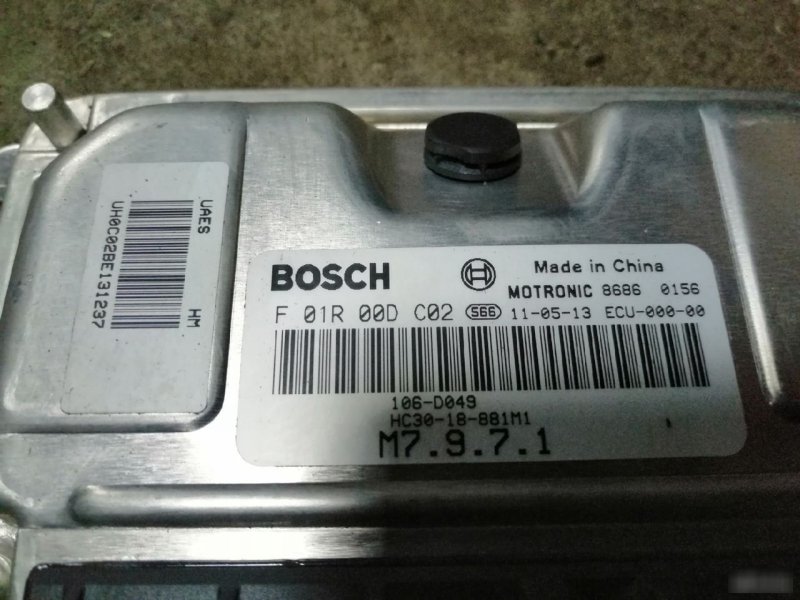 UAES
HM
UH0C02BE131237
BOSCH
Made in China
MOTRONIC 8686 0156
F 01R 00D C02 S66 11-05-13 ECU-000-00
106-D049
HC30-18-881M1
M7.9.7.1